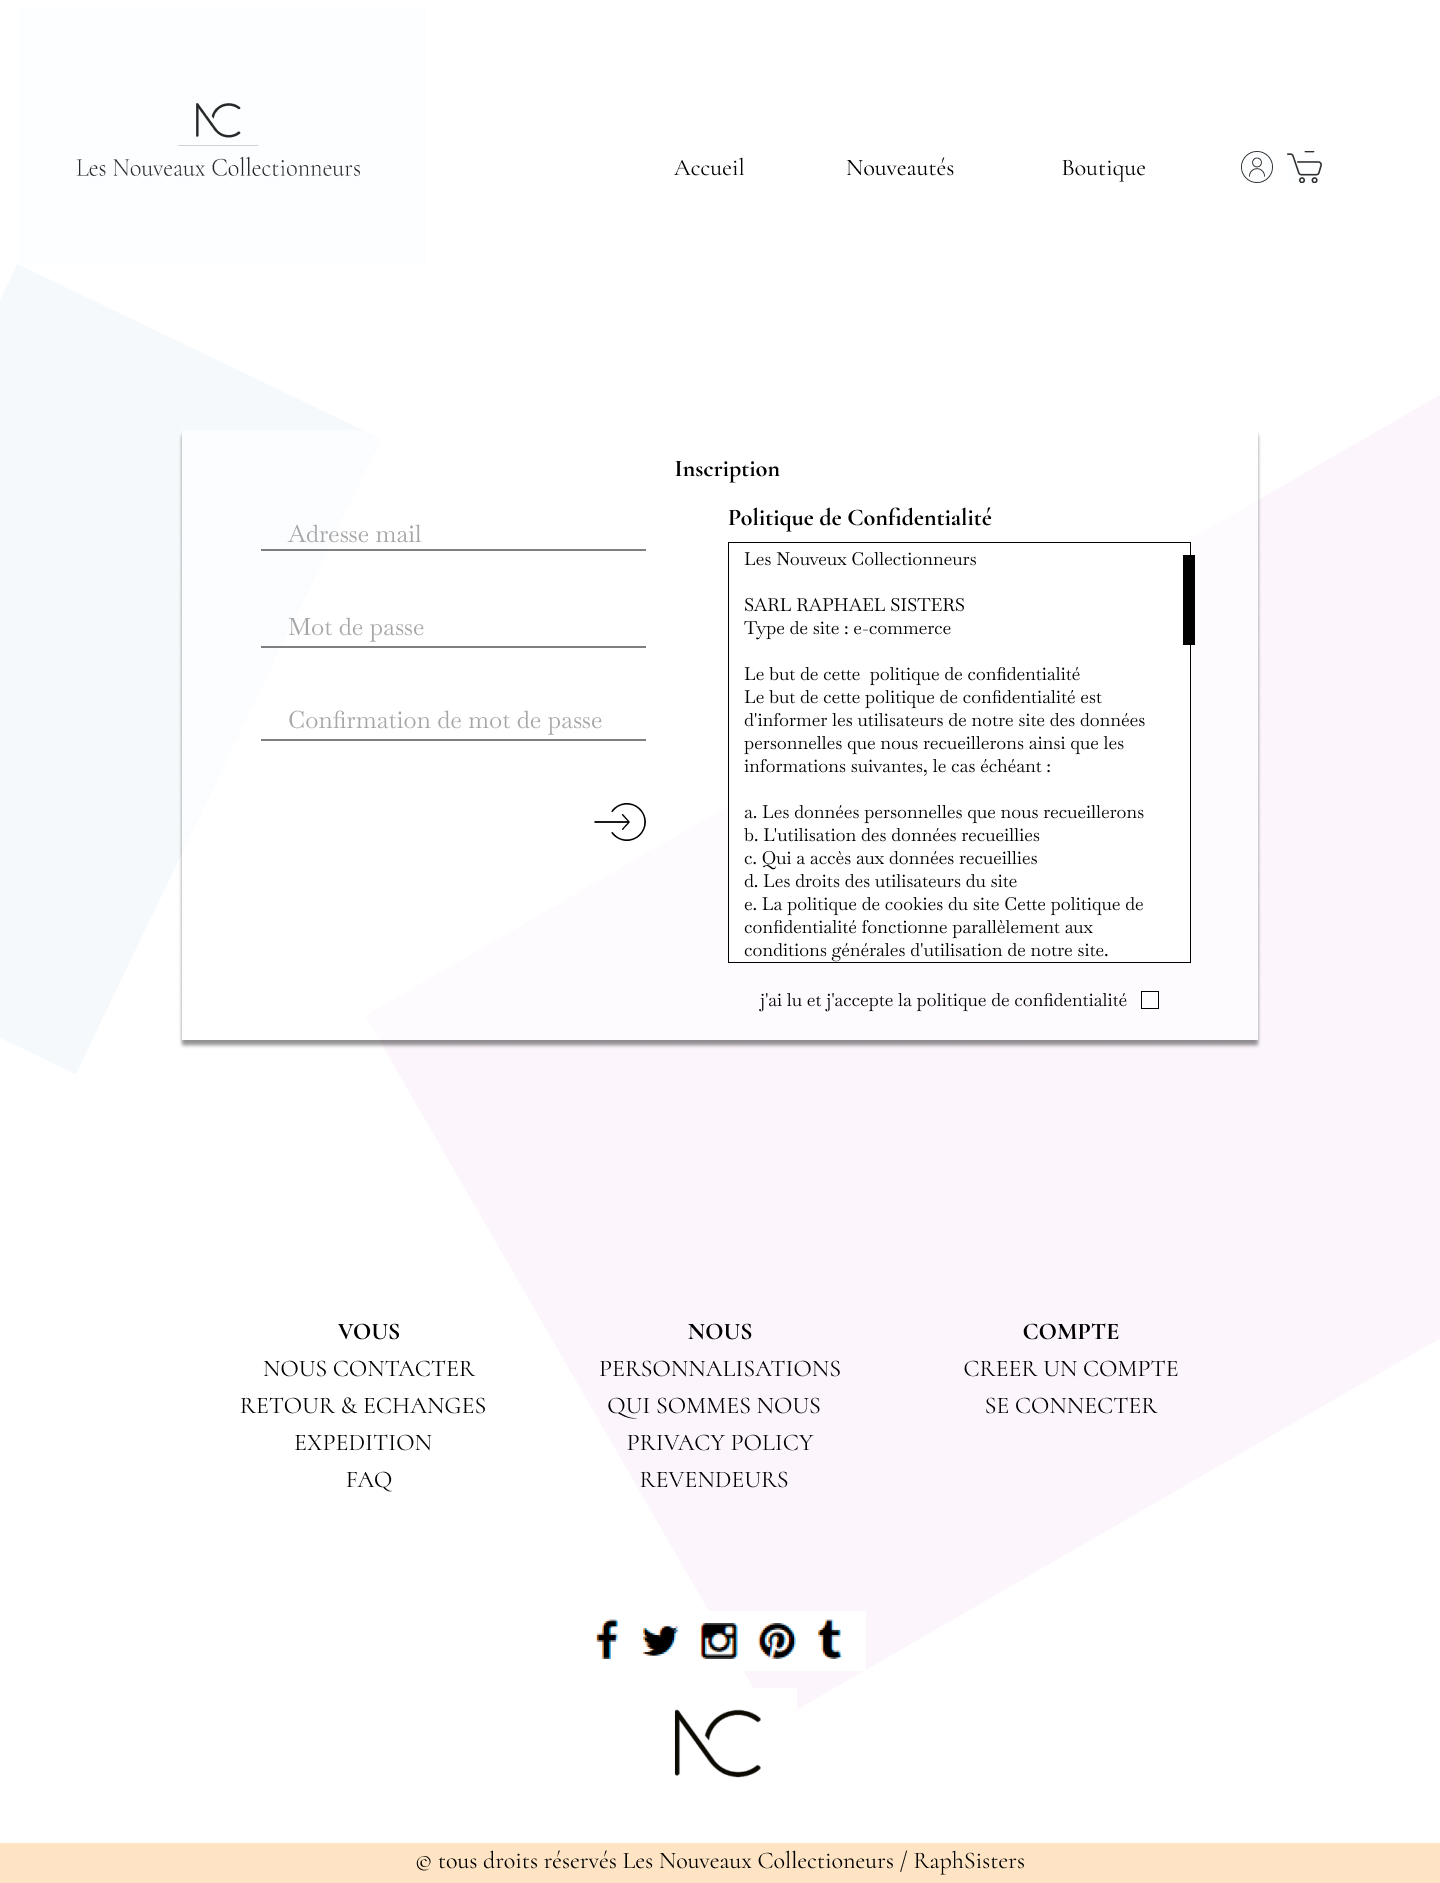 NC
Les Nouveaux Collectionneurs
Accueil
Nouveautés
Boutique
Inscription
Adresse mail
Mot de passe
Confirmation de mot de passe
Politique de Confidentialité
Les Nouveux Collectionneurs
SARL RAPHAEL SISTERS
Type de site : e-commerce
Le but de cette  politique de confidentialité
Le but de cette politique de confidentialité est
d'informer les utilisateurs de notre site des données
personnelles que nous recueillerons ainsi que les
informations suivantes, le cas échéant :
a. Les données personnelles que nous recueillerons
b. L'utilisation des données recueillies
c. Qui a accès aux données recueillies
d. Les droits des utilisateurs du site
e. La politique de cookies du site Cette politique de
confidentialité fonctionne parallèlement aux
conditions générales d'utilisation de notre site.
j'ai lu et j'accepte la politique de confidentialité
VOUS
NOUS CONTACTER
RETOUR & ECHANGES
EXPEDITION
FAQ
NOUS
PERSONNALISATIONS
QUI SOMMES NOUS
PRIVACY POLICY
REVENDEURS
COMPTE
CREER UN COMPTE
SE CONNECTER
NC
© tous droits réservés Les Nouveaux Collectioneurs / RaphSisters